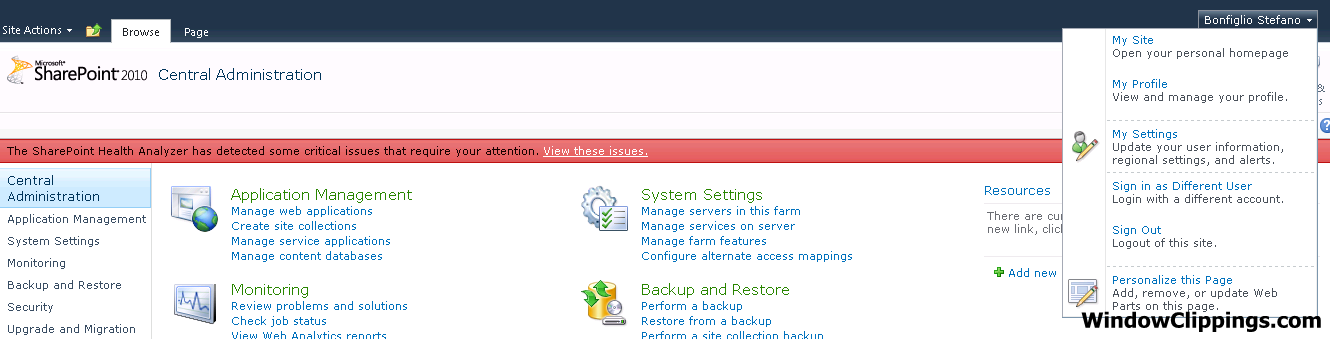 Site Actions
Browse
Page
Bonfiglio Stefano
Microsoft
SharePoint 2010
Central Administration
My Site
Open your personal homepage
My Profile
View and manage your profile.
My Settings
Update your user information,
regional settings, and alerts.
Sign in as Different User
Login with a different account.
Sign Out
Logout of this site.
Personalize this Page
Add, remove, or update Web
Parts on this page.
The SharePoint Health Analyzer has detected some critical issues that require your attention. View these issues.
Central
Administration
Application Management
System Settings
Monitoring
Backup and Restore
Security
Upgrade and Migration
Application Management
Manage web applications
Create site collections
Manage service applications
Manage content databases
Monitoring
Review problems and solutions
Check job status
View Web Analytics reports
System Settings
Manage servers in this farm
Manage services on server
Manage farm features
Configure alternate access mappings
Backup and Restore
Perform a backup
Restore from a backup
Perform a site collection backup
Resources
There are
new link,
Add new
&
WindowClippings.com